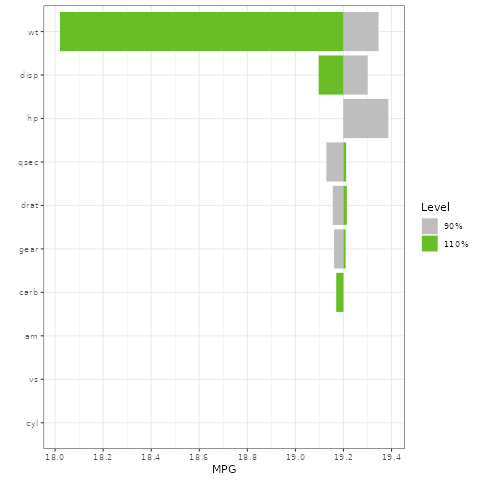 wt
disp
hp
qsec
drat
gear
carb
am
vs
cyl
18.0 18.2 18.4 18.6 18.8 19.0 19.2 19.4
MPG
Level
90%
110%